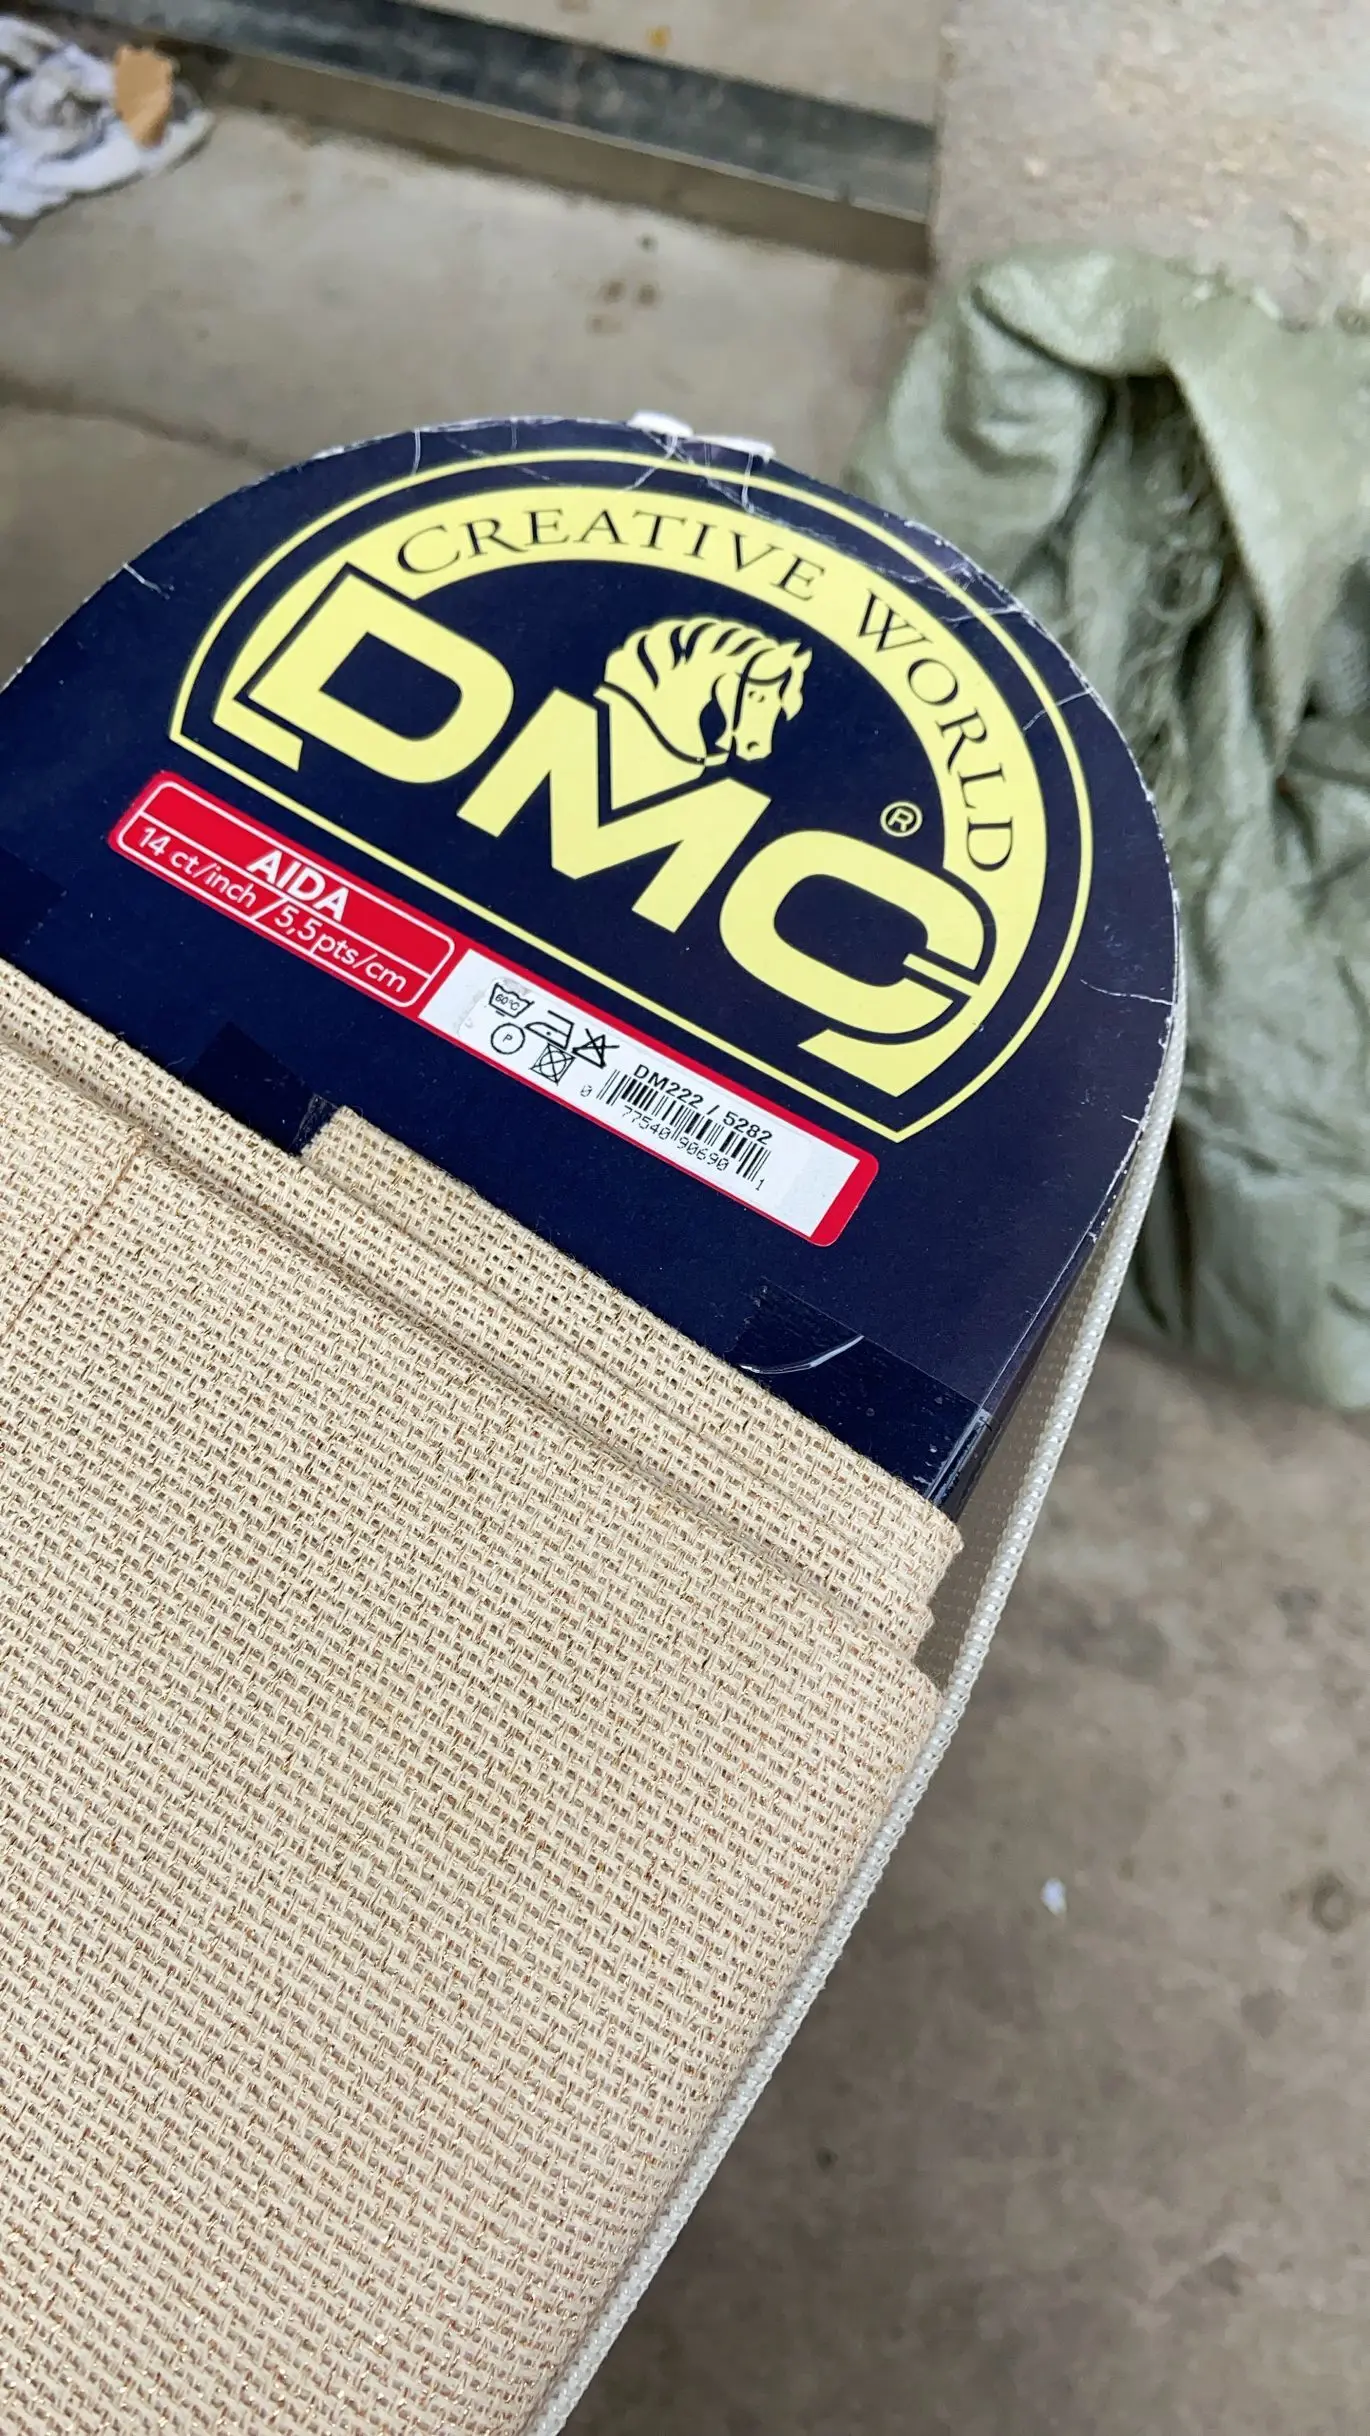 CREATIVE WORLD
DMC®
AIDA
14 ct/inch / 5,5pts/cm
60°C
P
DM222 / 5282
0 77540 90690 1